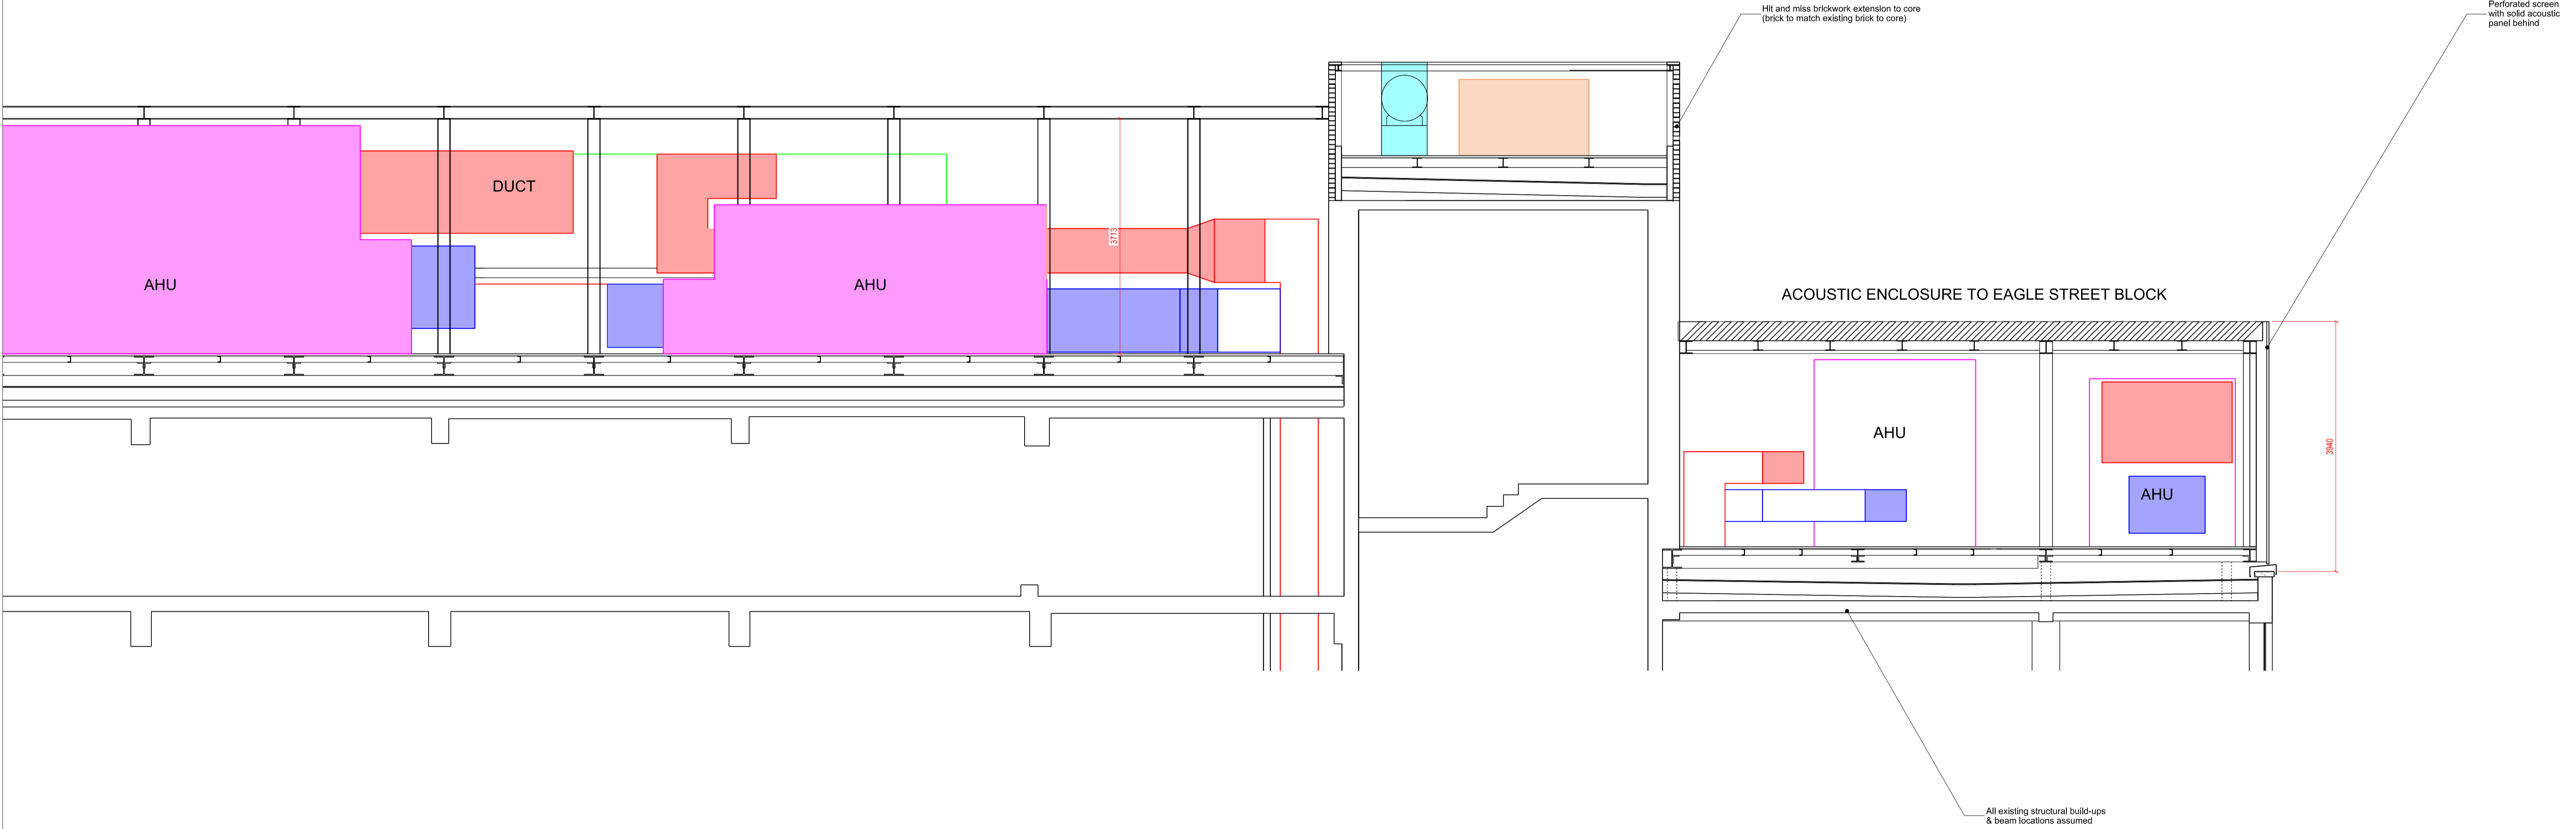 Hit and miss brickwork extension to core
(brick to match existing brick to core)
Perforated screen
with solid acoustic
panel behind
DUCT
3713
AHU
AHU
ACOUSTIC ENCLOSURE TO EAGLE STREET BLOCK
AHU
3940
AHU
All existing structural build-ups
& beam locations assumed